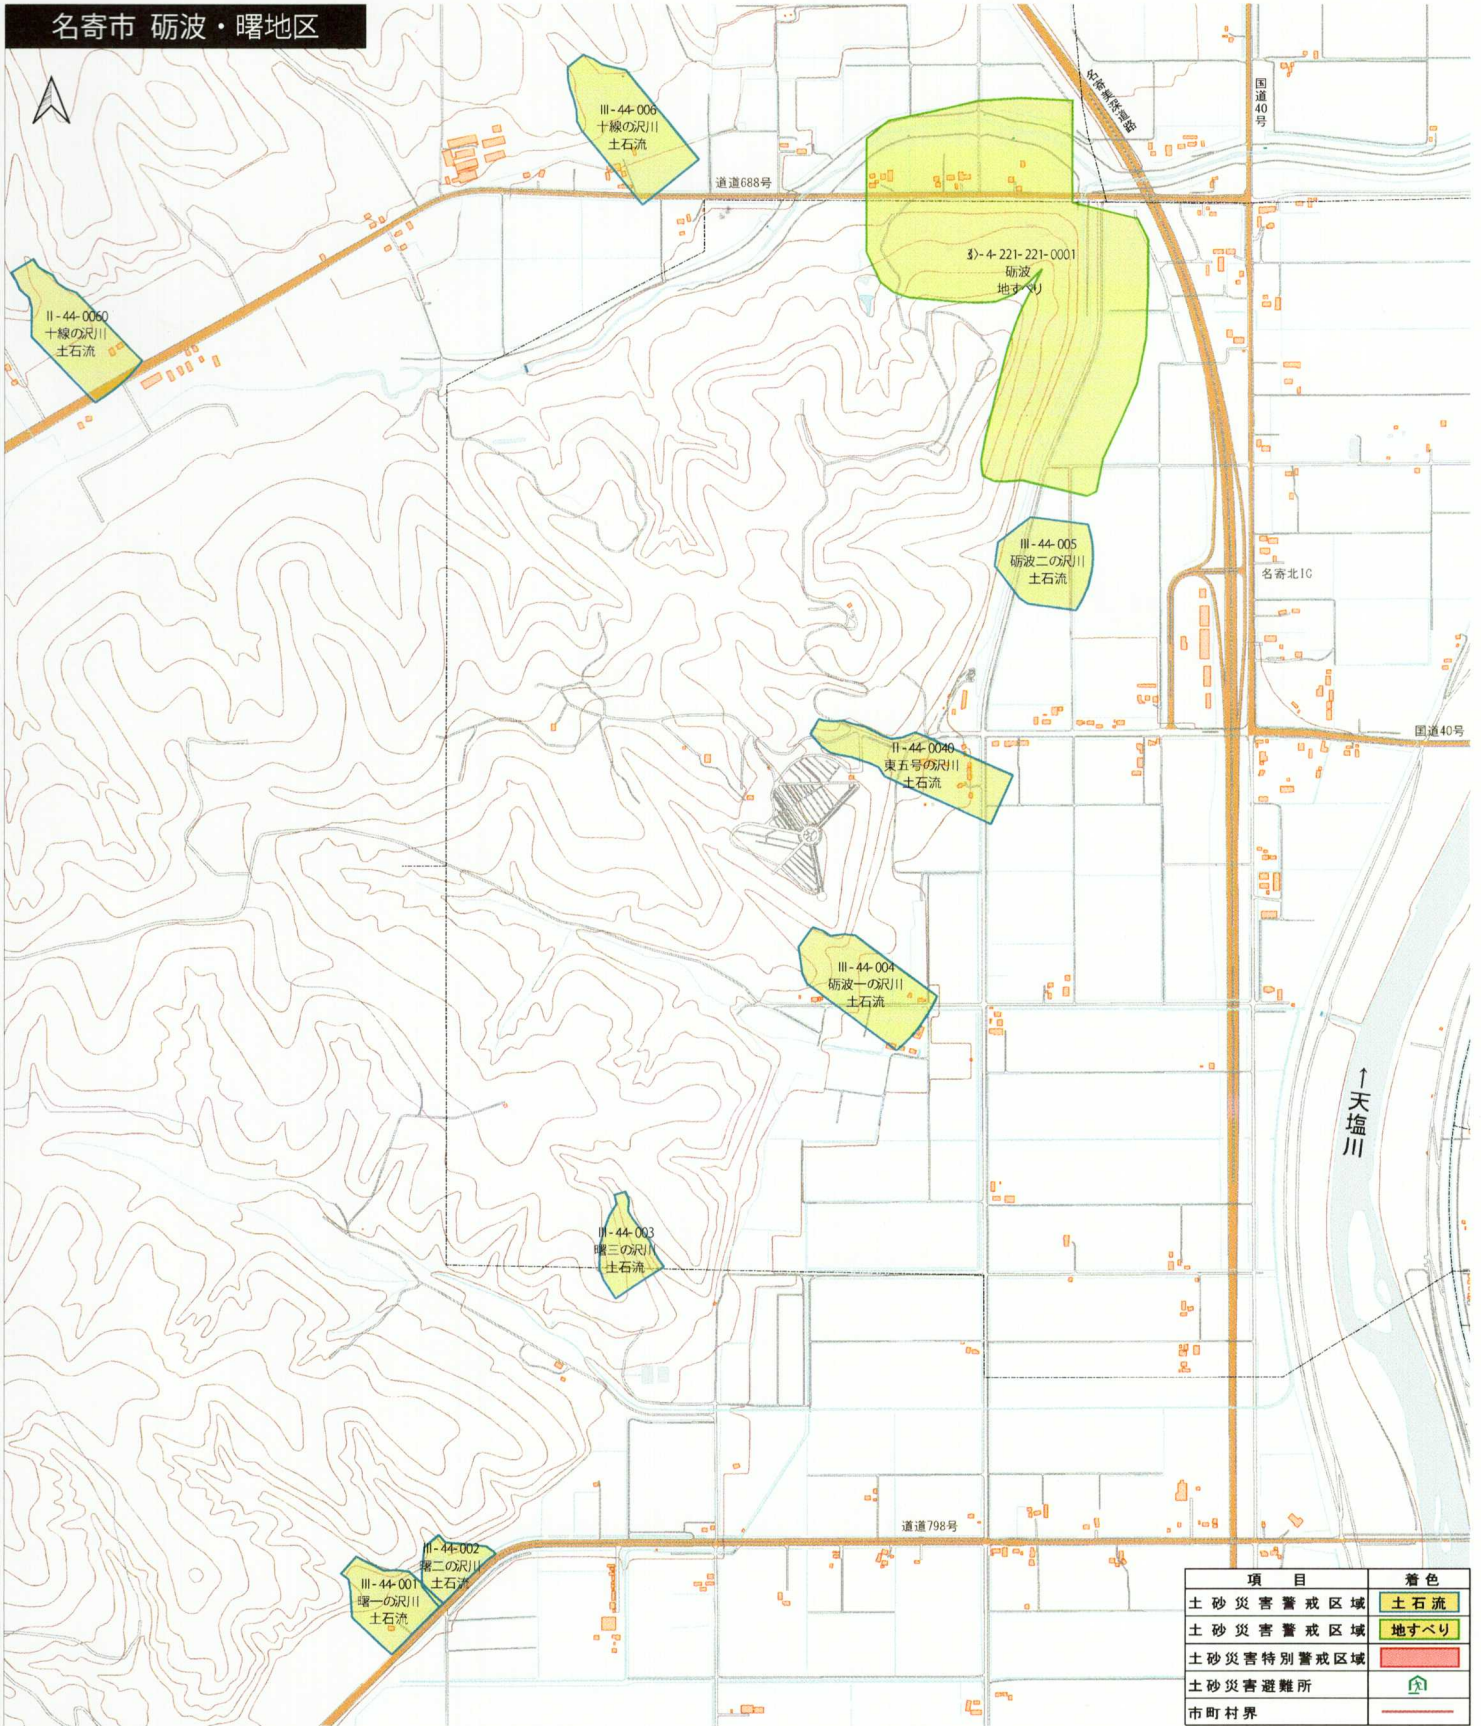 名寄市 砺波・曙地区
名寄美深道路
国道40号
III-44-006
十線の沢川
土石流
道道688号
-4-221-221-0001
砺波
地すべり
II-44-0060
十線の沢川
土石流
III-44-005
砺波二の沢川
土石流
名寄北IC
国道40号
II-44-0040
東五号の沢川
土石流
III-44-004
砺波一の沢川
土石流
↑天塩川
III-44-003
曙三の沢川
土石流
道道798号
III-44-002
曙二の沢川
土石流
III-44-001
曙一の沢川
土石流
項 目 着色
土砂災害警戒区域 土石流
土砂災害警戒区域 地すべり
土砂災害特別警戒区域
土砂災害避難所
市町村界